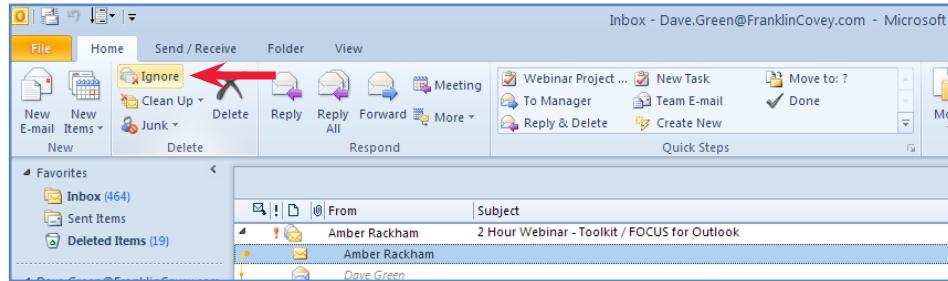 Inbox - Dave.Green@FranklinCovey.com - Microsoft
File Home Send / Receive Folder View
Ignore
Clean Up
Junk
Delete
New E-mail
New Items
Reply
Reply All
Forward
Meeting
More
Webinar Project ... New Task Move to: ?
To Manager Team E-mail Done
Reply & Delete Create New
New Delete Respond Quick Steps
Favorites
Inbox (464)
Sent Items
Deleted Items (19)
! From Subject
! Amber Rackham 2 Hour Webinar - Toolkit / FOCUS for Outlook
Amber Rackham
Dave Green